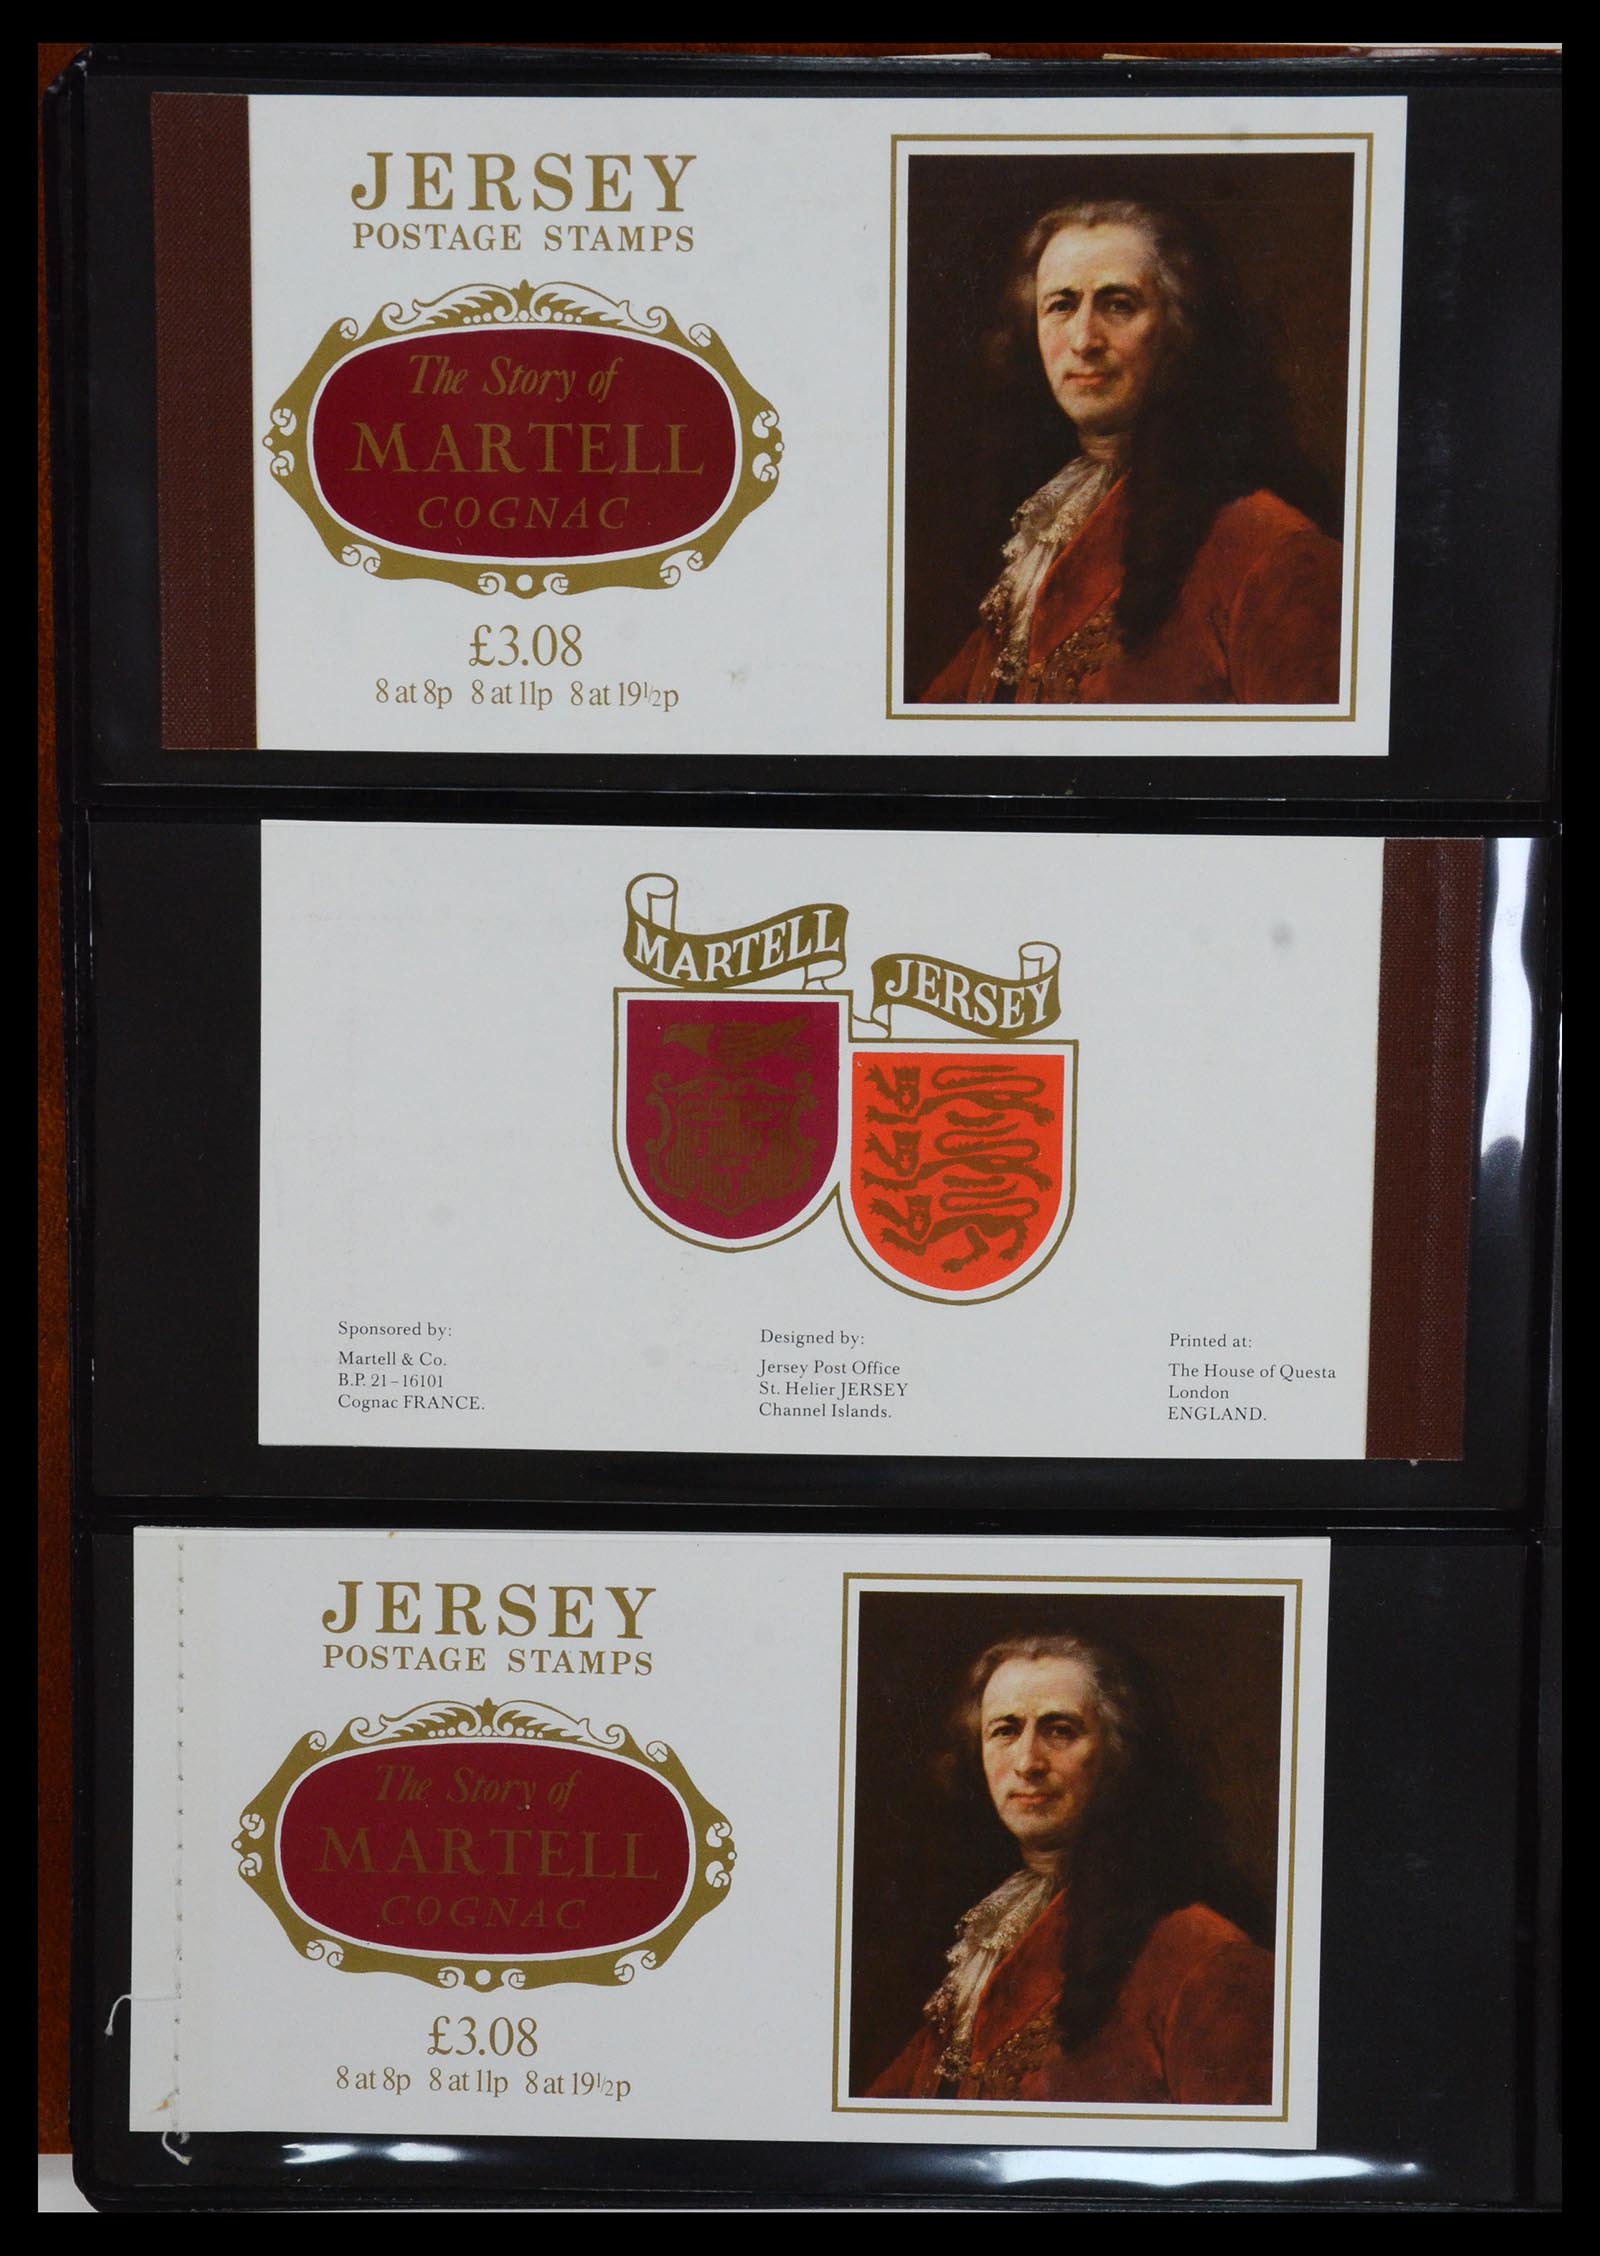 JERSEY
POSTAGE STAMPS
The Story of
MARTELL
COGNAC
£3.08
8 at 8p 8 at 11p 8 at 19½p
MARTELL
JERSEY
Sponsored by:
Martell & Co.
B.P. 21–16101
Cognac FRANCE.
Designed by:
Jersey Post Office
St. Helier JERSEY
Channel Islands.
Printed at:
The House of Questa
London
ENGLAND.
JERSEY
POSTAGE STAMPS
The Story of
MARTELL
COGNAC
£3.08
8 at 8p 8 at 11p 8 at 19½p